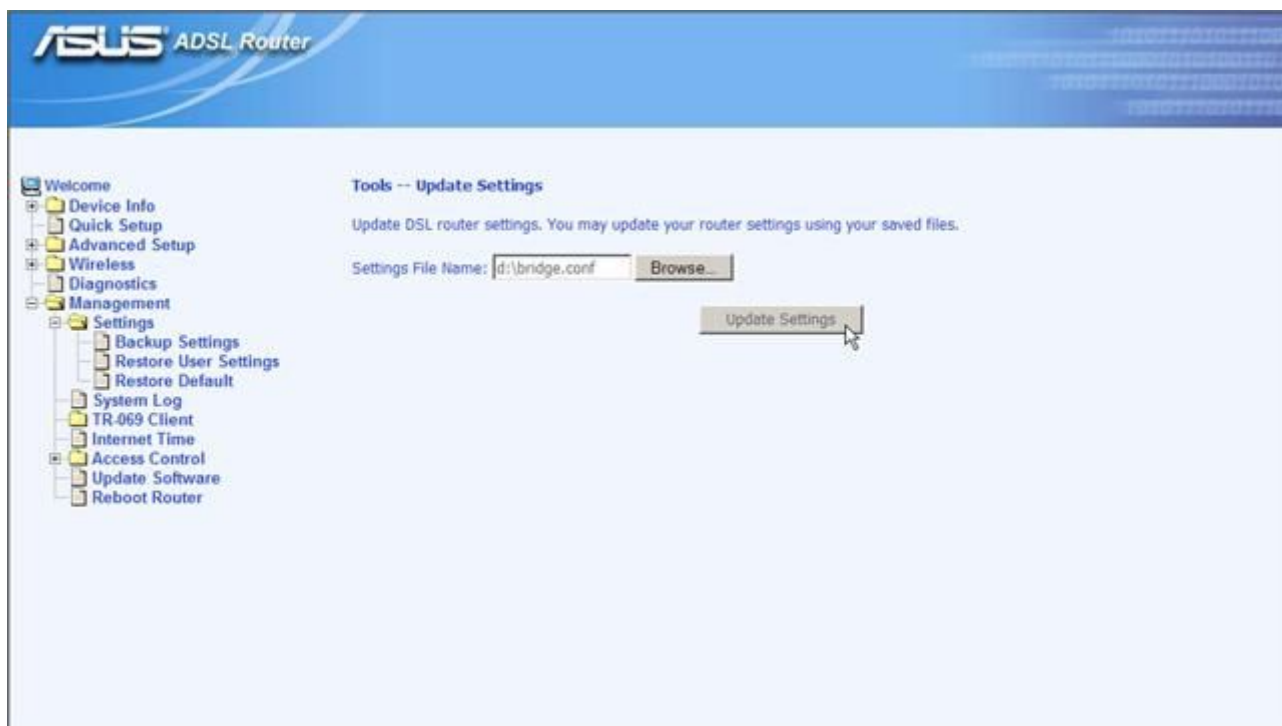 ASUS ADSL Router
Welcome
Device Info
Quick Setup
Advanced Setup
Wireless
Diagnostics
Management
Settings
Backup Settings
Restore User Settings
Restore Default
System Log
TR-069 Client
Internet Time
Access Control
Update Software
Reboot Router
Tools -- Update Settings
Update DSL router settings. You may update your router settings using your saved files.
Settings File Name: d:\bridge.conf Browse...
Update Settings